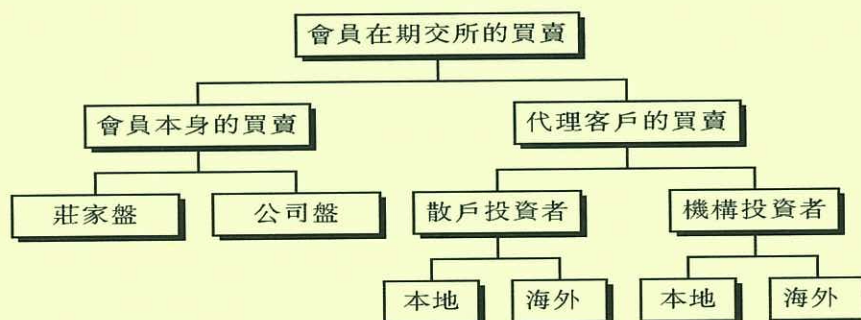 會員在期交所的買賣
會員本身的買賣
代理客戶的買賣
莊家盤
公司盤
散戶投資者
機構投資者
本地
海外
本地
海外